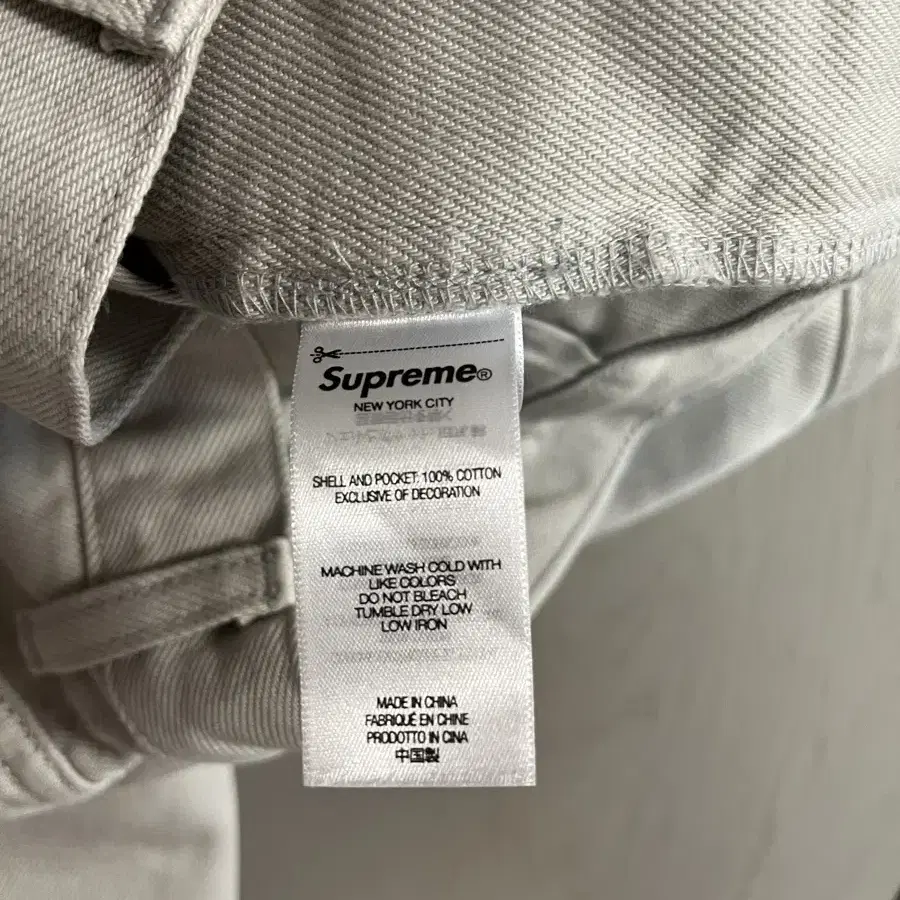 Supreme®
NEW YORK CITY
SHELL AND POCKET: 100% COTTON
EXCLUSIVE OF DECORATION
MACHINE WASH COLD WITH
LIKE COLORS
DO NOT BLEACH
TUMBLE DRY LOW
LOW IRON
MADE IN CHINA
FABRIQUÉ EN CHINE
PRODOTTO IN CINA
中国製